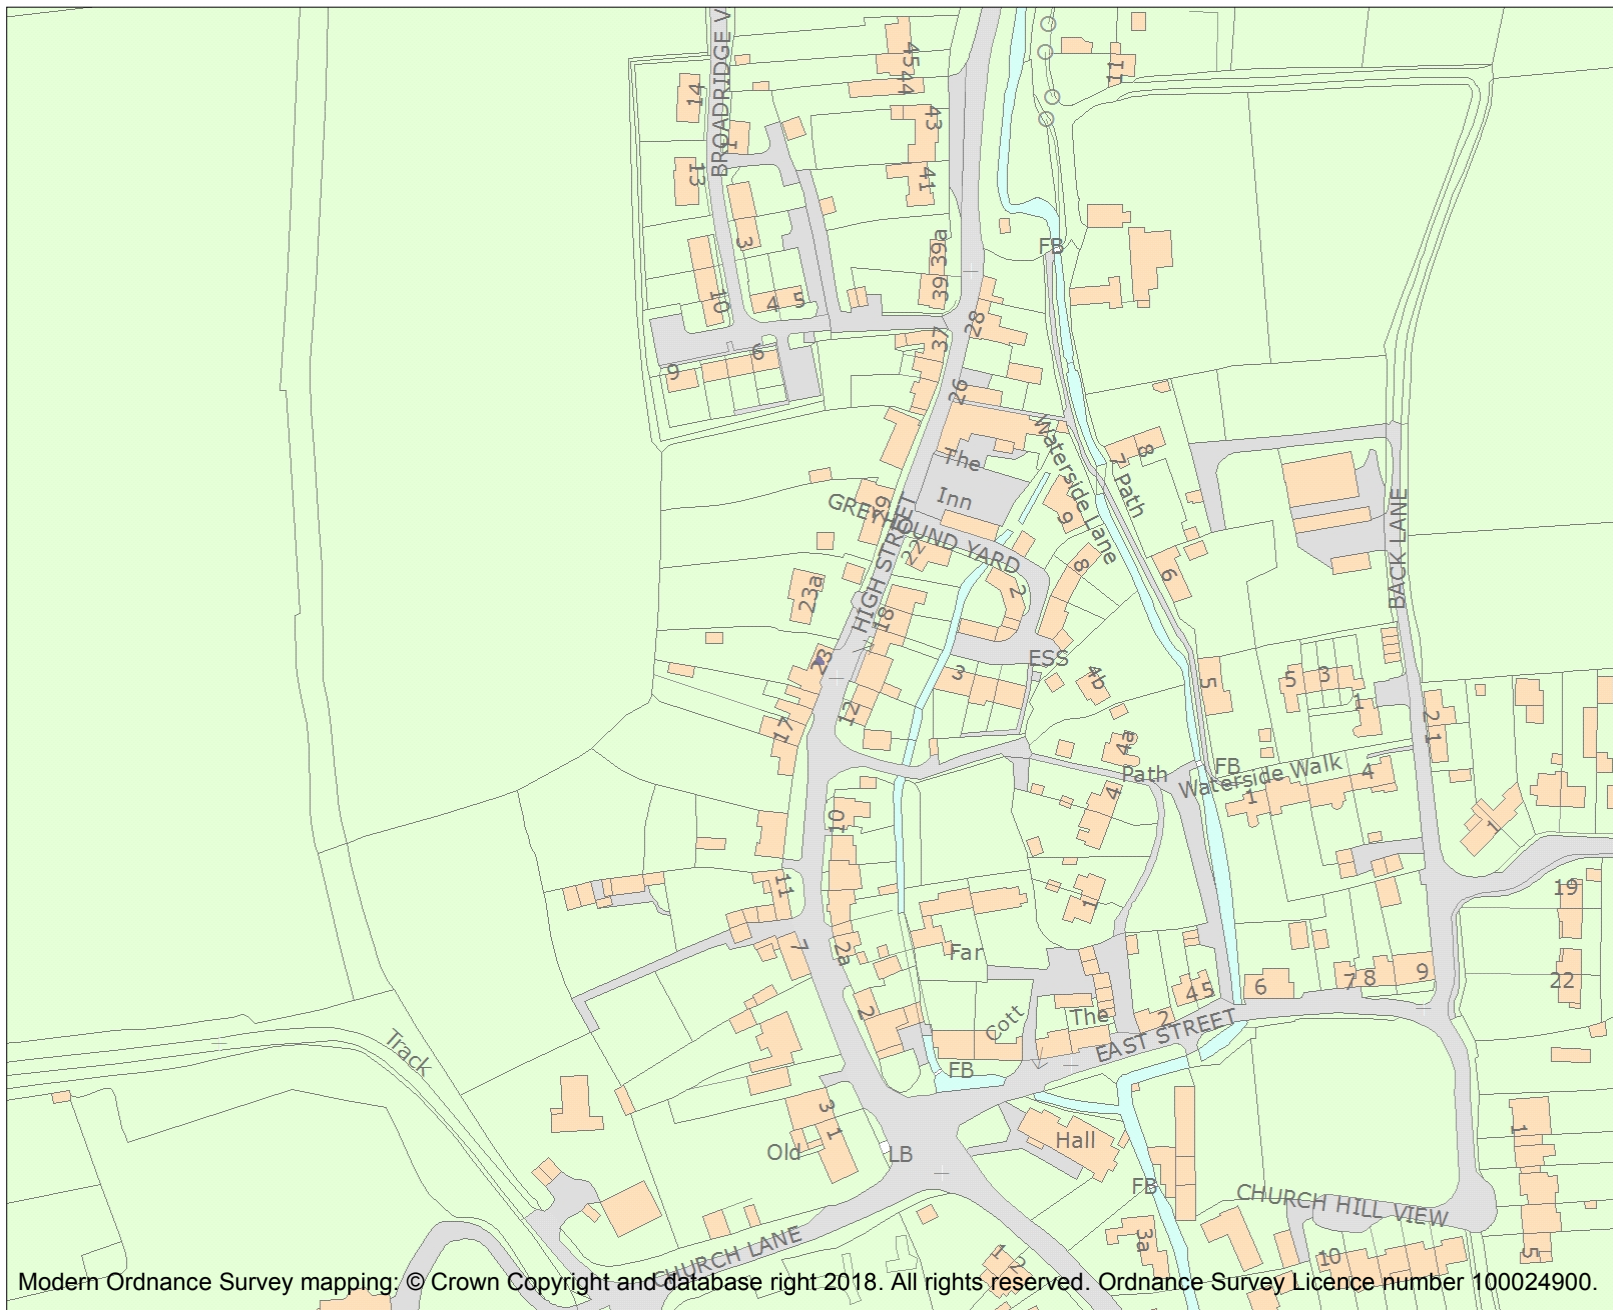 BROADRIDGE V
45
44
14
11
43
1
13
41
3
39a
FB
39
10
4
5
28
37
6
9
26
The
Inn
Waterside Lane
7
8
Path
GREYHOUND YARD
HIGH STREET
22
9
BACK LANE
8
6
23a
2
18
ESS
23
3
4b
5
5
3
1
12
17
2
1
4a
FB
Path
Waterside Walk
4
4
1
10
1
11
19
1
7
2a
Far
4
5
6
7
8
9
22
2
Cott
The
2
EAST STREET
Track
FB
3
1
Old
LB
Hall
1
FB
CHURCH HILL VIEW
3a
CHURCH LANE
1
2
10
5
Modern Ordnance Survey mapping: © Crown Copyright and database right 2018. All rights reserved. Ordnance Survey Licence number 100024900.